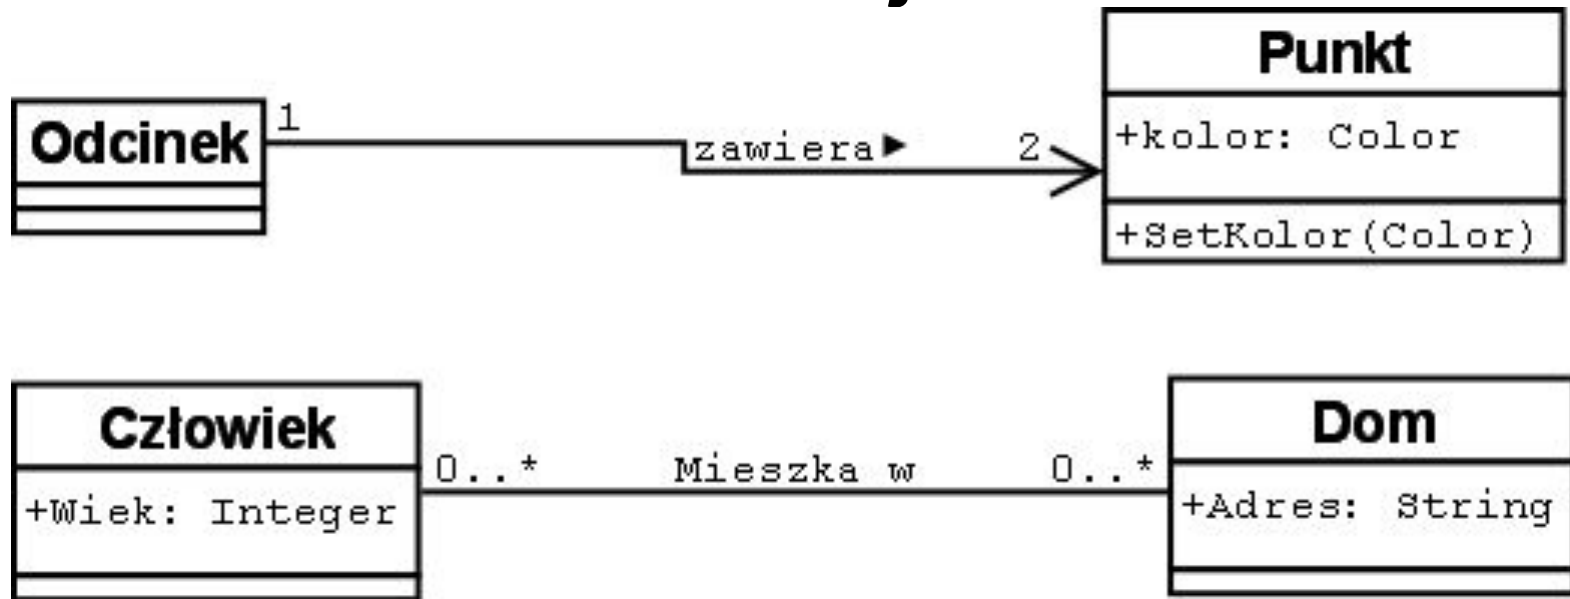 Punkt
Odcinek
1
zawiera►
2
+kolor: Color
+SetKolor(Color)
Człowiek
Dom
0..*
Mieszka w
0..*
+Wiek: Integer
+Adres: String